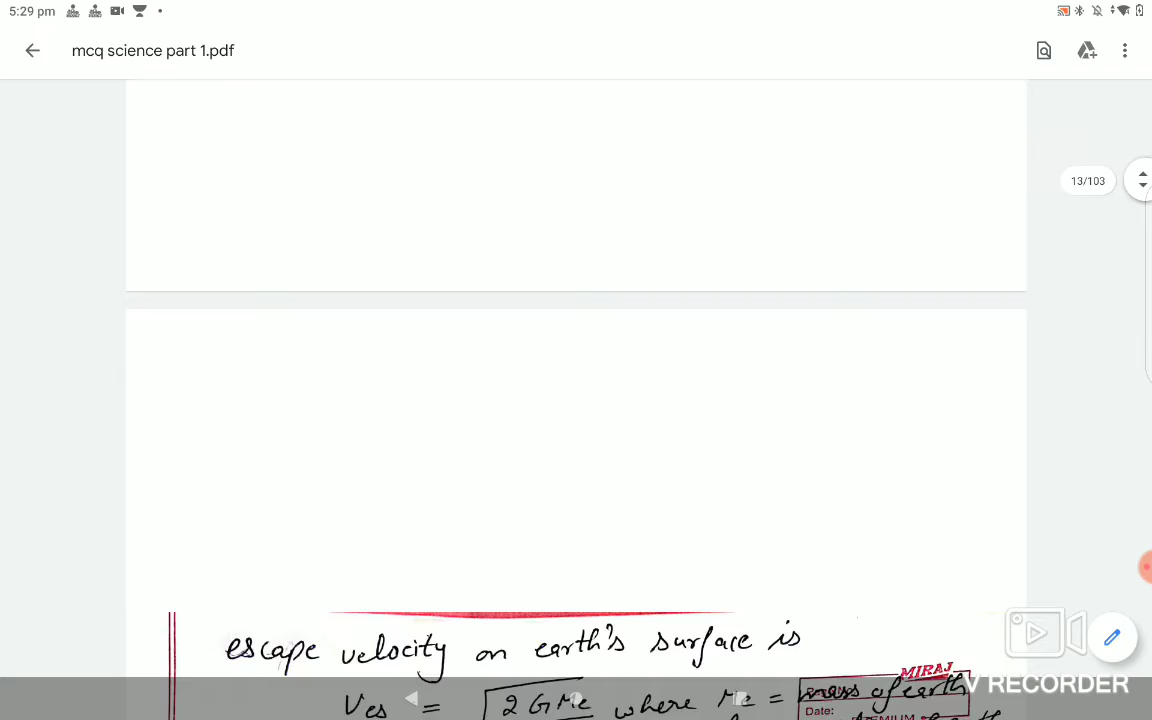 5:29 pm
mcq science part 1.pdf
13/103
escape velocity on earth's surface is
MIRAJ
Ves = 2GMe where Me = mass of earth
V RECORDER
Date: